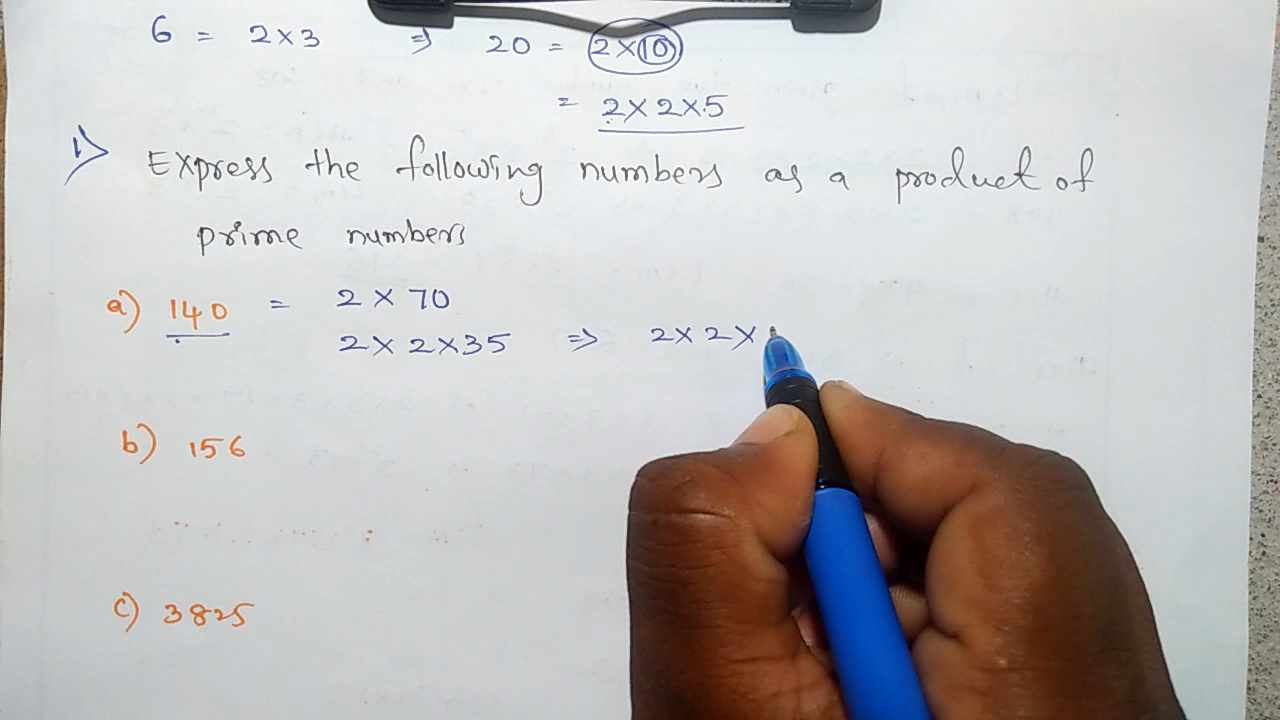 6 = 2×3 ⇒ 20 = 2×10
= 2×2×5
1) Express the following numbers as a product of
prime numbers
a) 140 = 2 × 70
2 × 2 × 35 ⇒ 2 × 2 ×
b) 156
c) 3825